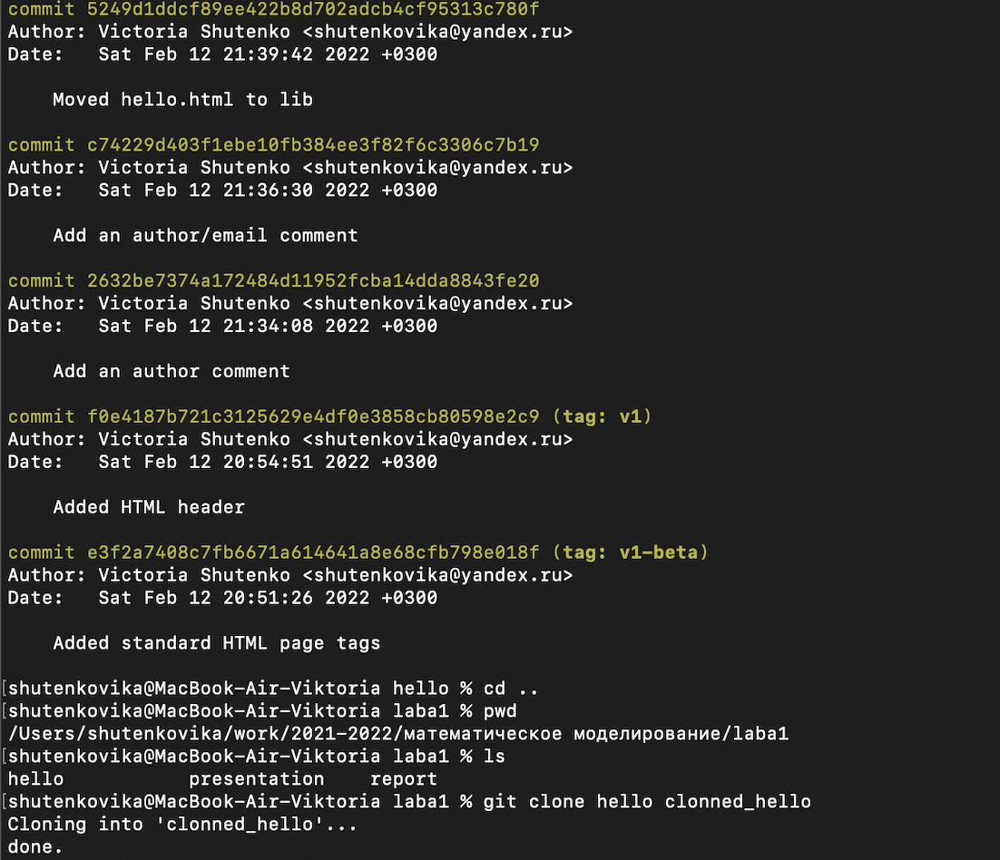 commit 5249d1ddcf89ee422b8d702adcb4cf95313c780f
Author: Victoria Shutenko <shutenkovika@yandex.ru>
Date:   Sat Feb 12 21:39:42 2022 +0300
Moved hello.html to lib
commit c74229d403f1ebe10fb384ee3f82f6c3306c7b19
Author: Victoria Shutenko <shutenkovika@yandex.ru>
Date:   Sat Feb 12 21:36:30 2022 +0300
Add an author/email comment
commit 2632be7374a172484d11952fcba14dda8843fe20
Author: Victoria Shutenko <shutenkovika@yandex.ru>
Date:   Sat Feb 12 21:34:08 2022 +0300
Add an author comment
commit f0e4187b721c3125629e4df0e3858cb80598e2c9 (tag: v1)
Author: Victoria Shutenko <shutenkovika@yandex.ru>
Date:   Sat Feb 12 20:54:51 2022 +0300
Added HTML header
commit e3f2a7408c7fb6671a614641a8e68cfb798e018f (tag: v1-beta)
Author: Victoria Shutenko <shutenkovika@yandex.ru>
Date:   Sat Feb 12 20:51:26 2022 +0300
Added standard HTML page tags
[shutenkovika@MacBook-Air-Viktoria hello % cd ..
[shutenkovika@MacBook-Air-Viktoria laba1 % pwd
/Users/shutenkovika/work/2021-2022/математическое моделирование/laba1
[shutenkovika@MacBook-Air-Viktoria laba1 % ls
hello           presentation    report
[shutenkovika@MacBook-Air-Viktoria laba1 % git clone hello clonned_hello
Cloning into 'clonned_hello'...
done.